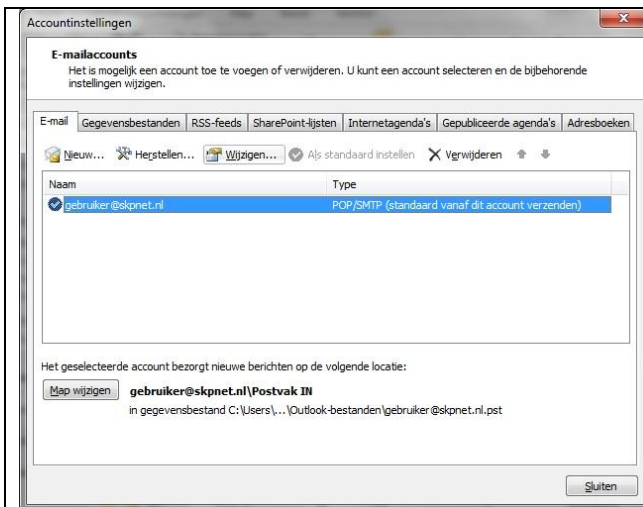 Accountinstellingen
E-mailaccounts
Het is mogelijk een account toe te voegen of verwijderen. U kunt een account selecteren en de bijbehorende
instellingen wijzigen.
E-mail Gegevensbestanden RSS-feeds SharePoint-lijsten Internetagenda's Gepubliceerde agenda's Adresboeken
Nieuw... Herstellen... Wijzigen... Als standaard instellen Verwijderen
Naam Type
gebruiker@skpnet.nl POP/SMTP (standaard vanaf dit account verzenden)
Het geselecteerde account bezorgt nieuwe berichten op de volgende locatie:
Map wijzigen gebruiker@skpnet.nl\Postvak IN
in gegevensbestand C:\Users\...\Outlook-bestanden\gebruiker@skpnet.nl.pst
Sluiten